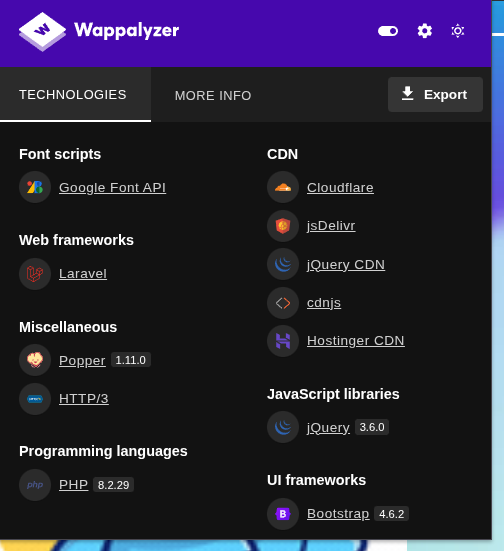 Wappalyzer
TECHNOLOGIES
MORE INFO
Export
Font scripts
Google Font API
Web frameworks
Laravel
Miscellaneous
Popper 1.11.0
HTTP/3
Programming languages
php PHP 8.2.29
CDN
Cloudflare
jsDelivr
jQuery CDN
cdnjs
Hostinger CDN
JavaScript libraries
jQuery 3.6.0
UI frameworks
B Bootstrap 4.6.2